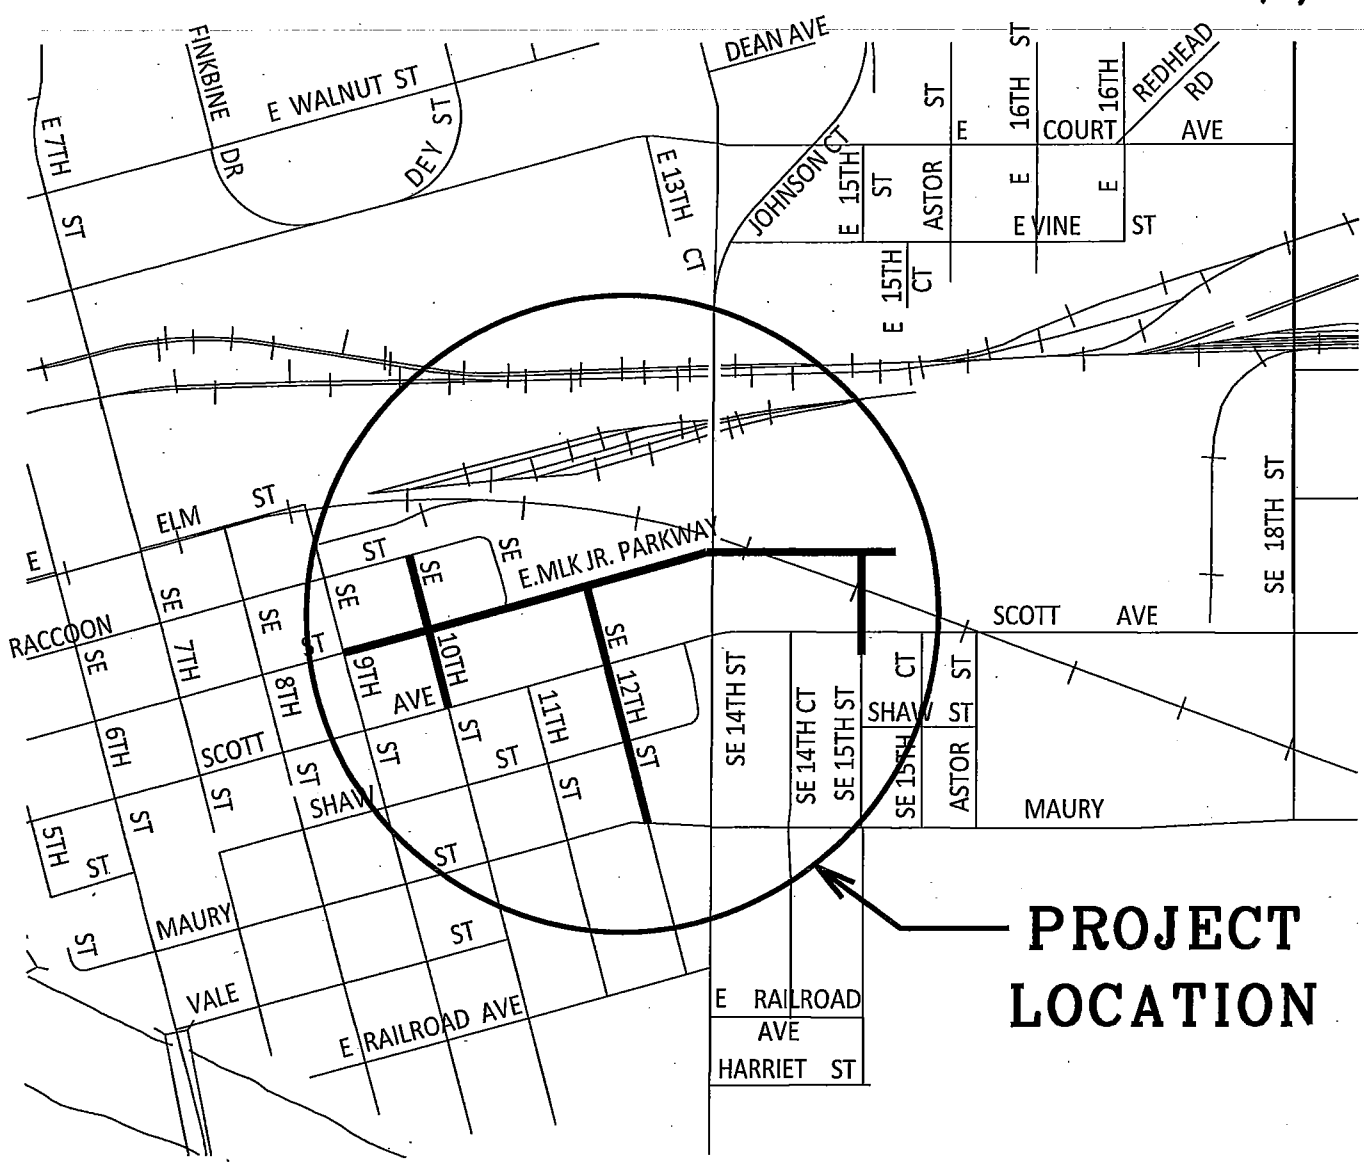 FINKBINE DR
E WALNUT ST
DEY ST
DEAN AVE
E 7TH ST
E 13TH CT
JOHNSON CT
E 15TH ST
ASTOR ST
E 16TH ST
E 16TH
REDHEAD RD
E COURT AVE
E VINE ST
E 15TH CT
E ELM ST
RACCOON ST
SE 18TH ST
E.MLK JR. PARKWAY
SE
SE 6TH ST
SE 7TH ST
SE 8TH ST
SE 9TH ST
SE 10TH ST
11TH ST
SE 12TH ST
ST
SCOTT AVE
SCOTT AVE
SE 14TH ST
SE 14TH CT
SE 15TH ST
SE 15TH CT
SHAW ST
ASTOR ST
SHAW ST
5TH ST
ST
MAURY ST
MAURY
VALE ST
E RAILROAD AVE
E RAILROAD
AVE
HARRIET ST
PROJECT
LOCATION